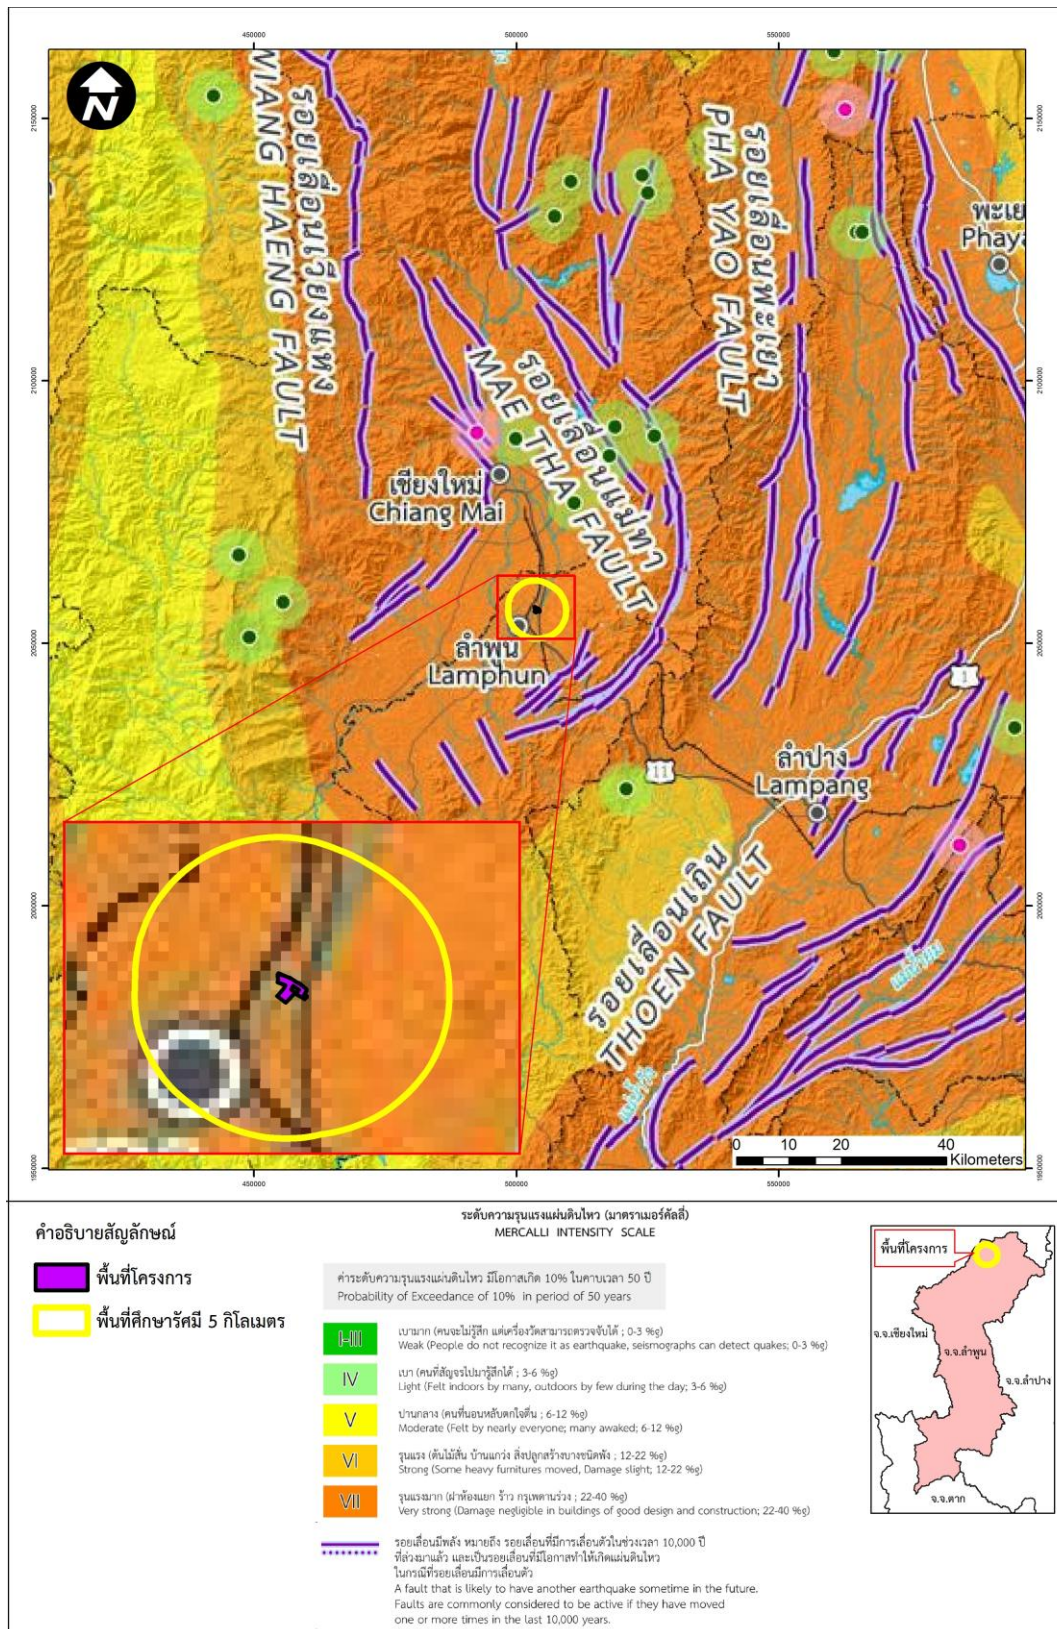 450000
500000
550000
2150000
2150000
N
รอยเลื่อนเวียงแหง
WIANG HAENG FAULT
รอยเลื่อนพะเยา
PHA YAO FAULT
พะเย
Phaya
2100000
2100000
รอยเลื่อนแม่ทา
MAE THA FAULT
เชียงใหม่
Chiang Mai
2050000
2050000
ลำพูน
Lamphun
1
11
ลำปาง
Lampang
รอยเลื่อนเถิน
THOEN FAULT
2000000
2000000
1950000
1950000
0 10 20 40
Kilometers
450000
500000
550000
คำอธิบายสัญลักษณ์
พื้นที่โครงการ
พื้นที่ศึกษารัศมี 5 กิโลเมตร
ระดับความรุนแรงแผ่นดินไหว (มาตราเมอร์คัลลี่)
MERCALLI INTENSITY SCALE
ค่าระดับความรุนแรงแผ่นดินไหว มีโอกาสเกิด 10% ในคาบเวลา 50 ปี
Probability of Exceedance of 10% in period of 50 years
I-III
เบามาก (คนจะไม่รู้สึก แต่เครื่องวัดสามารถตรวจจับได้ ; 0-3 %g)
Weak (People do not recognize it as earthquake, seismographs can detect quakes; 0-3 %g)
IV
เบา (คนที่สัญจรไปมารู้สึกได้ ; 3-6 %g)
Light (Felt indoors by many, outdoors by few during the day; 3-6 %g)
V
ปานกลาง (คนที่นอนหลับตกใจตื่น ; 6-12 %g)
Moderate (Felt by nearly everyone; many awaked; 6-12 %g)
VI
รุนแรง (ต้นไม้สั่น บ้านแกว่ง สิ่งปลูกสร้างบางชนิดพัง ; 12-22 %g)
Strong (Some heavy furnitures moved, Damage slight; 12-22 %g)
VII
รุนแรงมาก (ฝาห้องแยก ร้าว กรุเพดานร่วง ; 22-40 %g)
Very strong (Damage negligible in buildings of good design and construction; 22-40 %g)
รอยเลื่อนมีพลัง หมายถึง รอยเลื่อนที่มีการเลื่อนตัวในช่วงเวลา 10,000 ปี
ที่ล่วงมาแล้ว และเป็นรอยเลื่อนที่มีโอกาสทำให้เกิดแผ่นดินไหว
ในกรณีที่รอยเลื่อนมีการเลื่อนตัว
A fault that is likely to have another earthquake sometime in the future.
Faults are commonly considered to be active if they have moved
one or more times in the last 10,000 years.
พื้นที่โครงการ
จ.จ.เชียงใหม่
จ.จ.ลำพูน
จ.จ.ลำปาง
จ.จ.ตาก